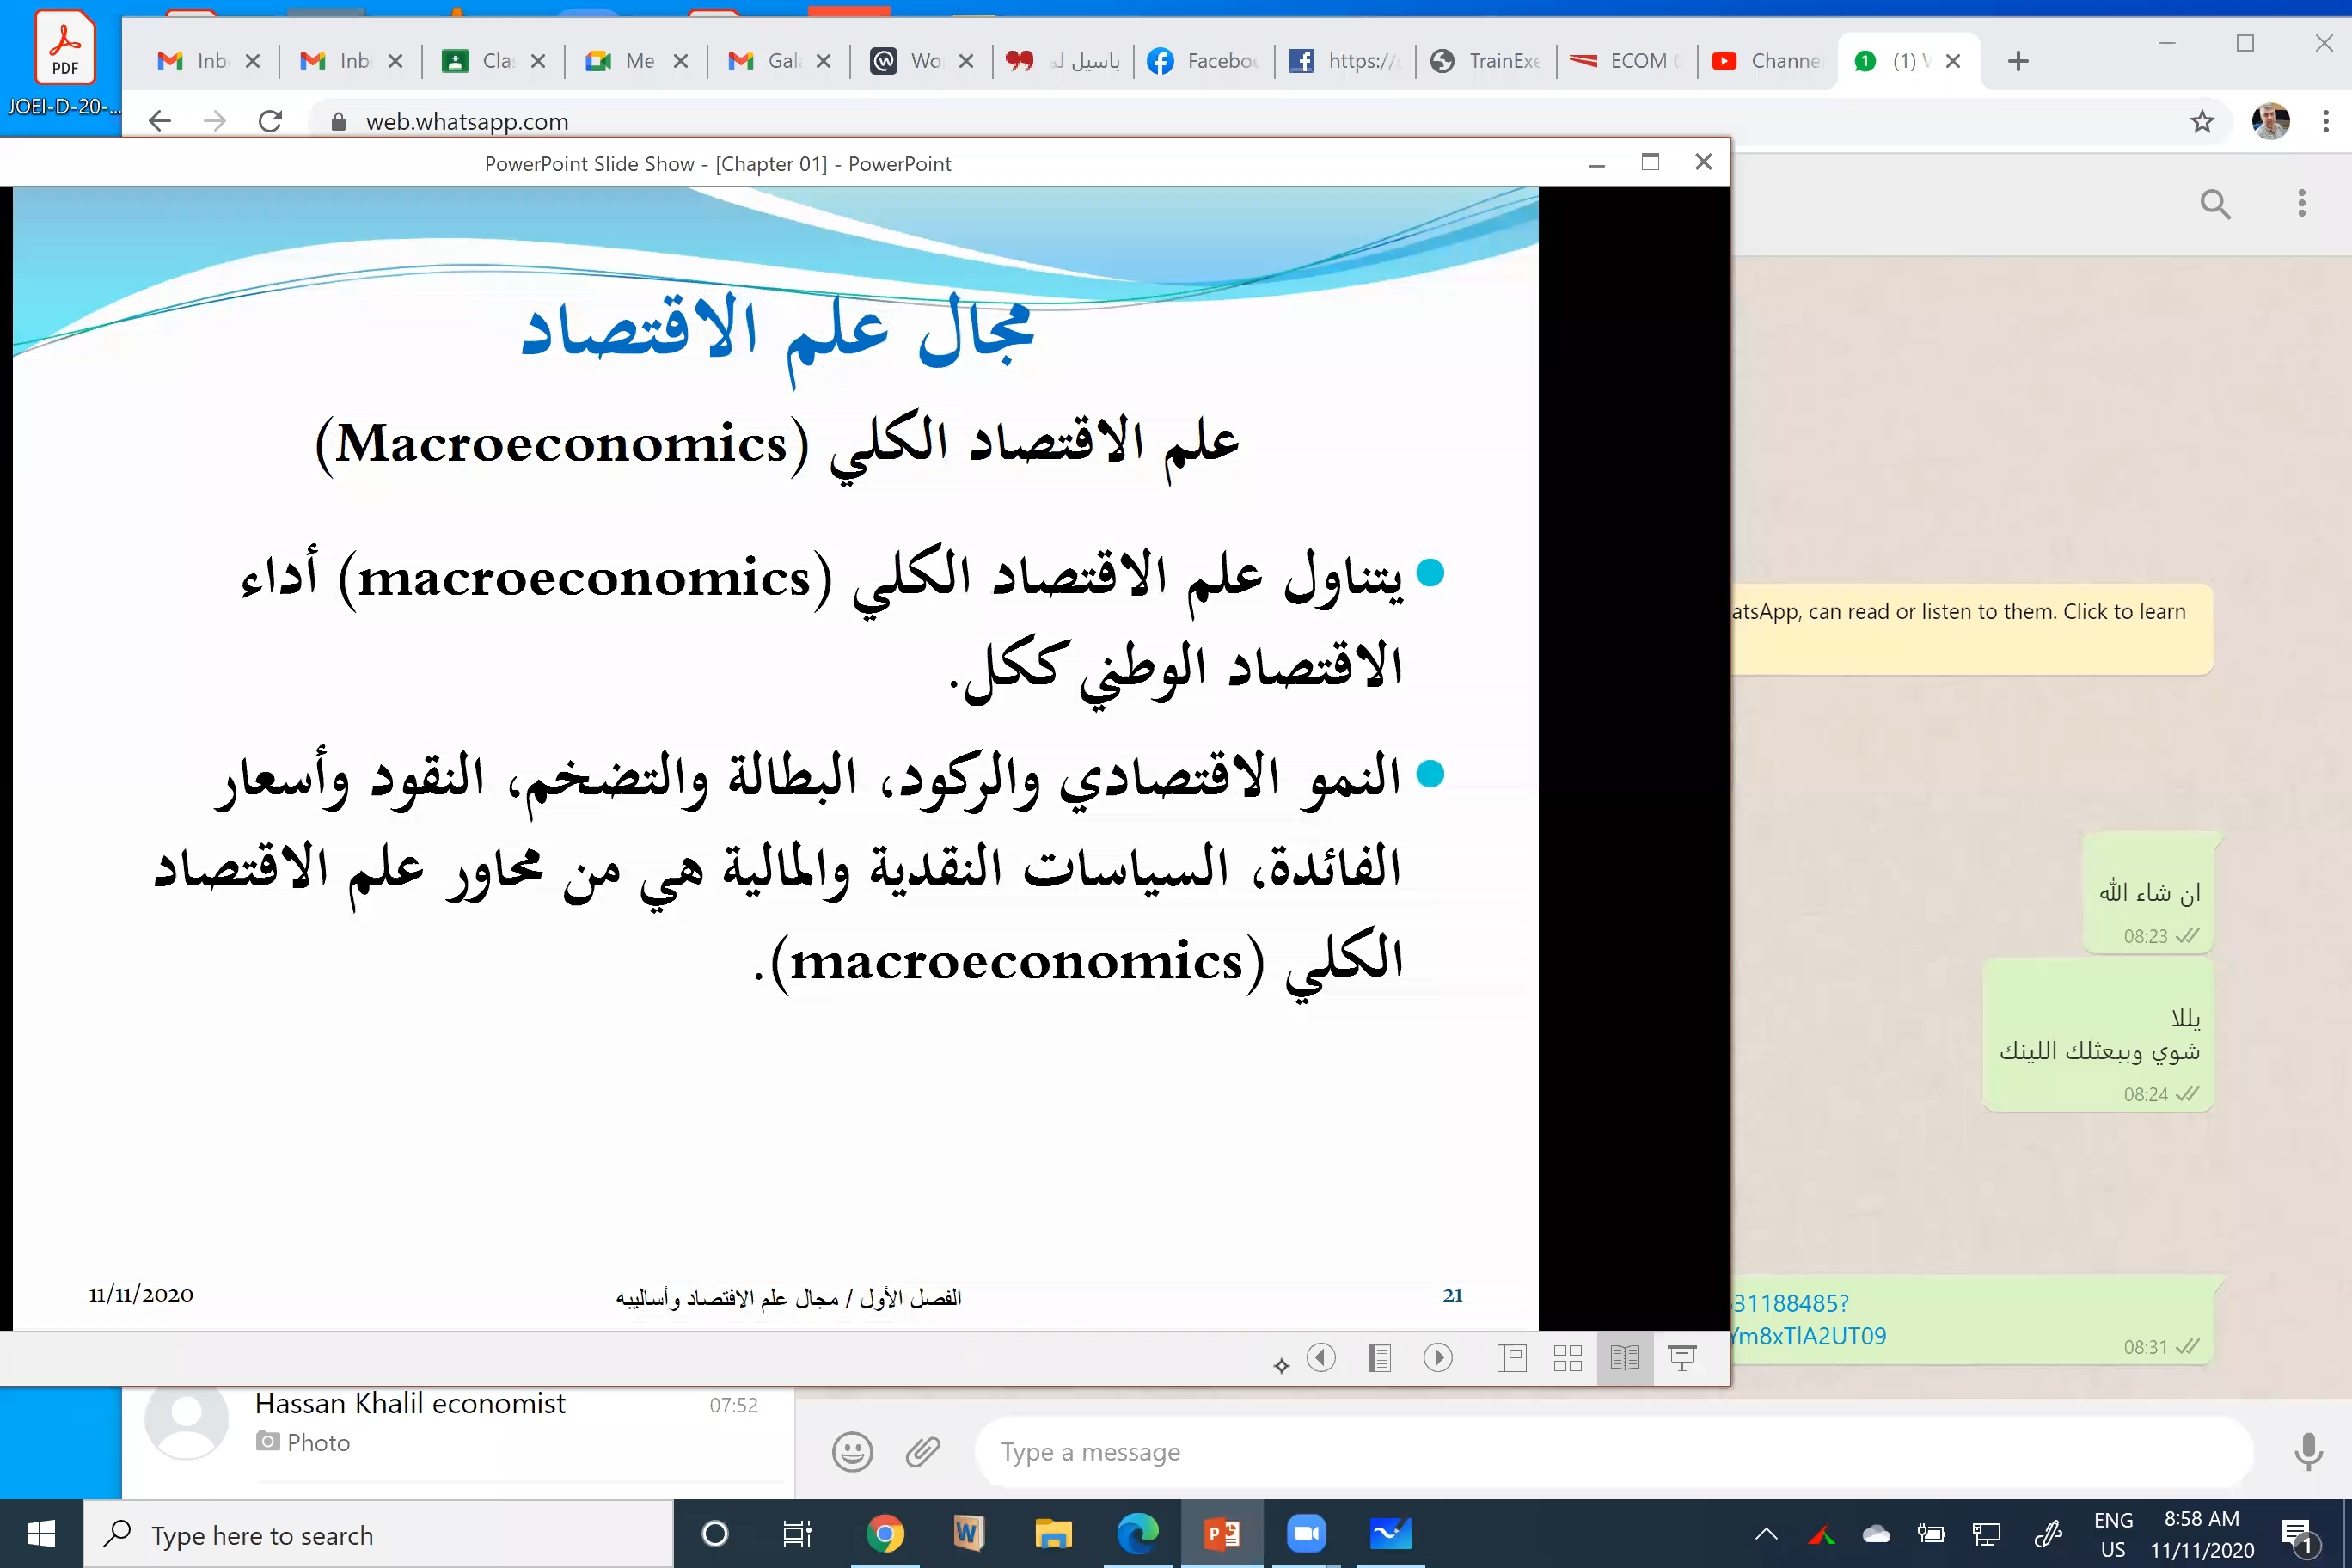 PDF
JOEI-D-20-...
Inb
Inb
Cla
Me
Gal
Wo
باسيل لم
Facebo
https://
TrainExe
ECOM
Channe
(1)
web.whatsapp.com
PowerPoint Slide Show - [Chapter 01] - PowerPoint
مجال علم الاقتصاد
علم الاقتصاد الكلي (Macroeconomics)
يتناول علم الاقتصاد الكلي (macroeconomics) أداء
الاقتصاد الوطني ككل.
النمو الاقتصادي والركود، البطالة والتضخم، النقود وأسعار
الفائدة، السياسات النقدية والمالية هي من محاور علم الاقتصاد
الكلي (macroeconomics).
11/11/2020
الفصل الأول / مجال علم الاقتصاد وأساليبه
21
atsApp, can read or listen to them. Click to learn
ان شاء الله
08:23
يللا
شوي وببعثلك اللينك
08:24
31188485?
Ym8xTlA2UT09
08:31
Hassan Khalil economist
07:52
Photo
Type a message
Type here to search
ENG
US
8:58 AM
11/11/2020
1